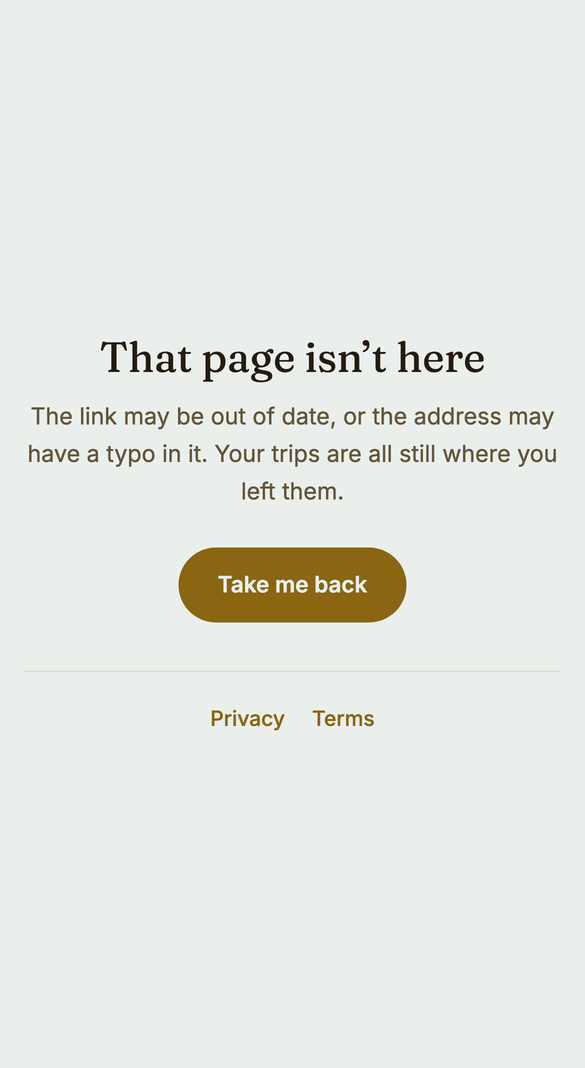 That page isn’t here
The link may be out of date, or the address may
have a typo in it. Your trips are all still where you
left them.
Take me back
Privacy Terms